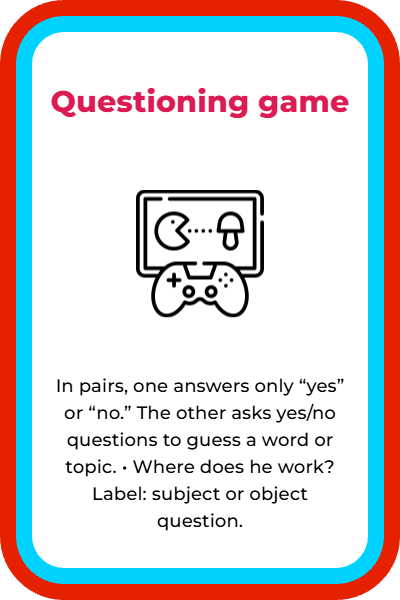 Questioning game
In pairs, one answers only “yes”
or “no.” The other asks yes/no
questions to guess a word or
topic. • Where does he work?
Label: subject or object
question.